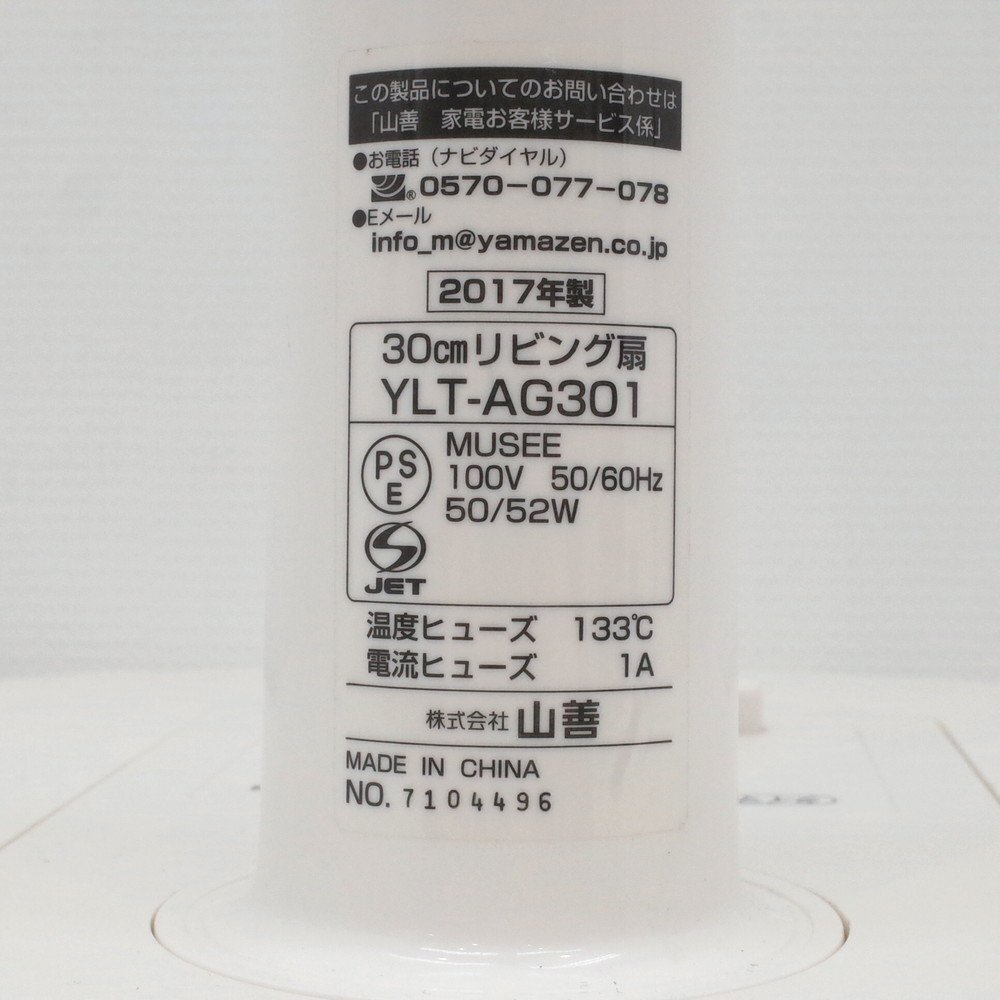 この製品についてのお問い合わせは
「山善 家電お客様サービス係」
●お電話（ナビダイヤル）
®0570-077-078
●Eメール
info_m@yamazen.co.jp
2017年製
30cmリビング扇
YLT-AG301
PSE
MUSEE
100V 50/60Hz
50/52W
JET
温度ヒューズ 133℃
電流ヒューズ 1A
株式会社 山善
MADE IN CHINA
NO. 7104496